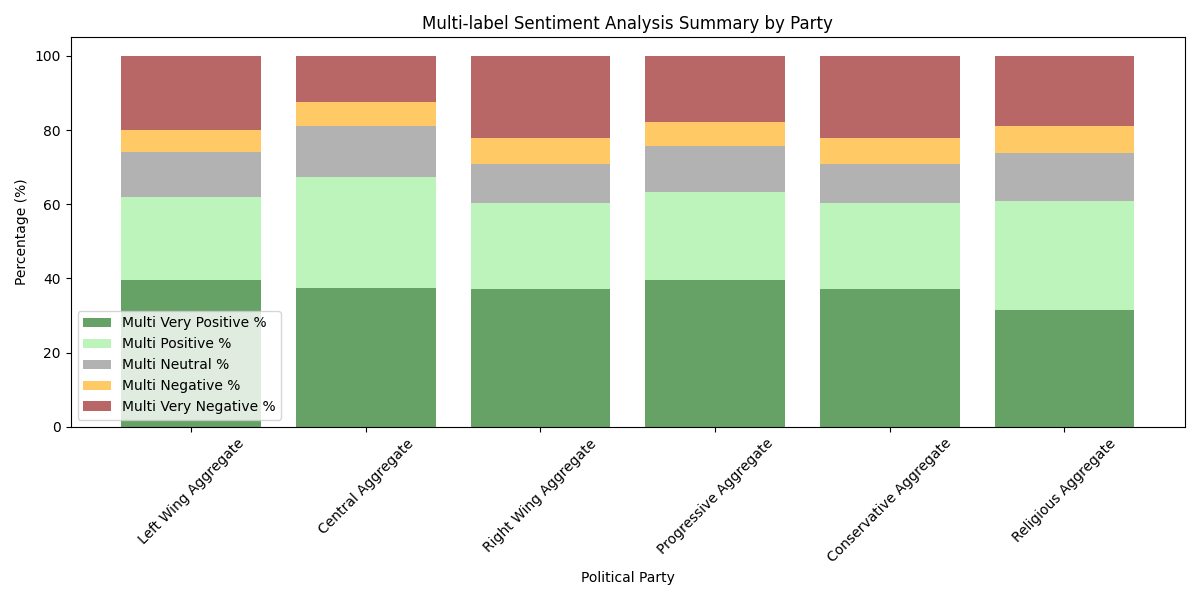 Multi-label Sentiment Analysis Summary by Party
Percentage (%)
100
80
60
40
20
0
Multi Very Positive %
Multi Positive %
Multi Neutral %
Multi Negative %
Multi Very Negative %
Left Wing Aggregate
Central Aggregate
Right Wing Aggregate
Progressive Aggregate
Conservative Aggregate
Religious Aggregate
Political Party